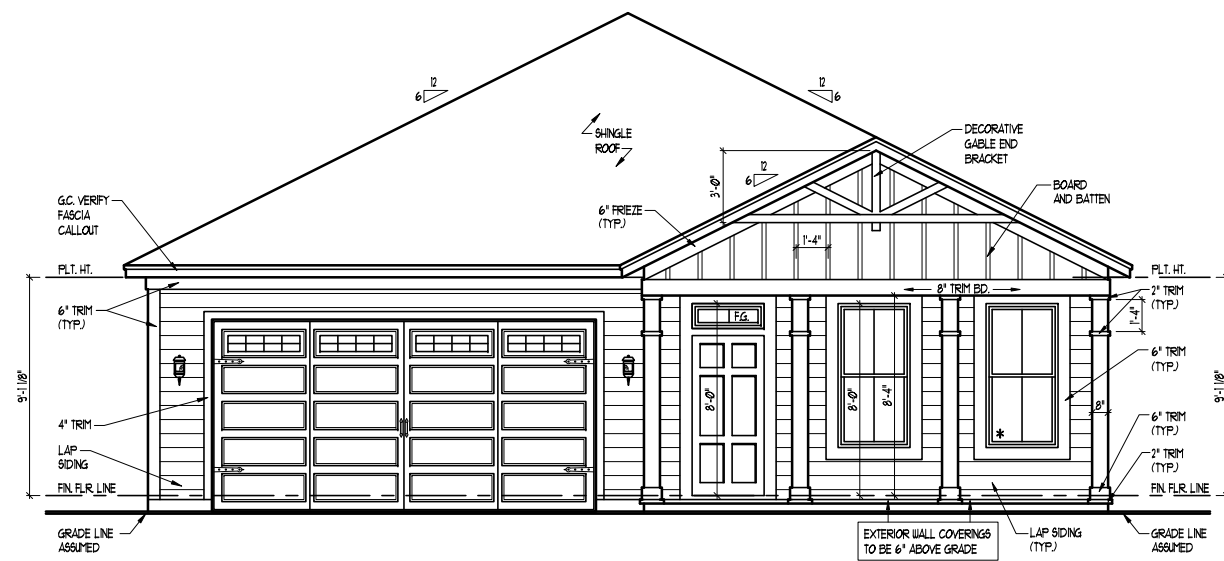 12
6
12
6
SHINGLE
ROOF
DECORATIVE
GABLE END
BRACKET
12
6
3'-0"
BOARD
AND BATTEN
G.C. VERIFY
FASCIA
CALLOUT
6" FRIEZE
(TYP.)
1'-4"
PLT. HT.
PLT. HT.
8" TRIM BD.
2" TRIM
(TYP.)
6" TRIM
(TYP.)
F.G.
1'-4"
6" TRIM
(TYP.)
9'-1 1/8"
8'-0"
8'-0"
8'-4"
9'-1 1/8"
8"
4" TRIM
*
6" TRIM
(TYP.)
LAP
SIDING
2" TRIM
(TYP.)
FIN. FLR. LINE
FIN. FLR. LINE
GRADE LINE
ASSUMED
EXTERIOR WALL COVERINGS
TO BE 6" ABOVE GRADE
LAP SIDING
(TYP.)
GRADE LINE
ASSUMED